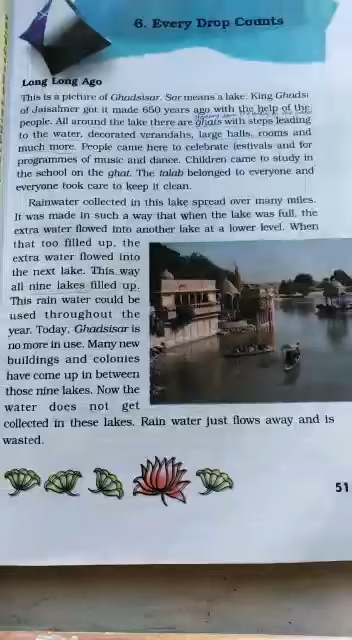 6. Every Drop Counts
Long Long Ago
This is a picture of Ghadsisar. Sar means a lake. King Ghadsi
of Jaisalmer got it made 650 years ago with the help of the
people. All around the lake there are ghats with steps leading
to the water, decorated verandahs, large halls, rooms and
much more. People came here to celebrate festivals and for
programmes of music and dance. Children came to study in
the school on the ghat. The talab belonged to everyone and
everyone took care to keep it clean.
Rainwater collected in this lake spread over many miles.
It was made in such a way that when the lake was full, the
extra water flowed into another lake at a lower level. When
that too filled up, the
extra water flowed into
the next lake. This way
all nine lakes filled up.
This rain water could be
used throughout the
year. Today, Ghadsisar is
no more in use. Many new
buildings and colonies
have come up in between
those nine lakes. Now the
water does not get
collected in these lakes. Rain water just flows away and is
wasted.
51